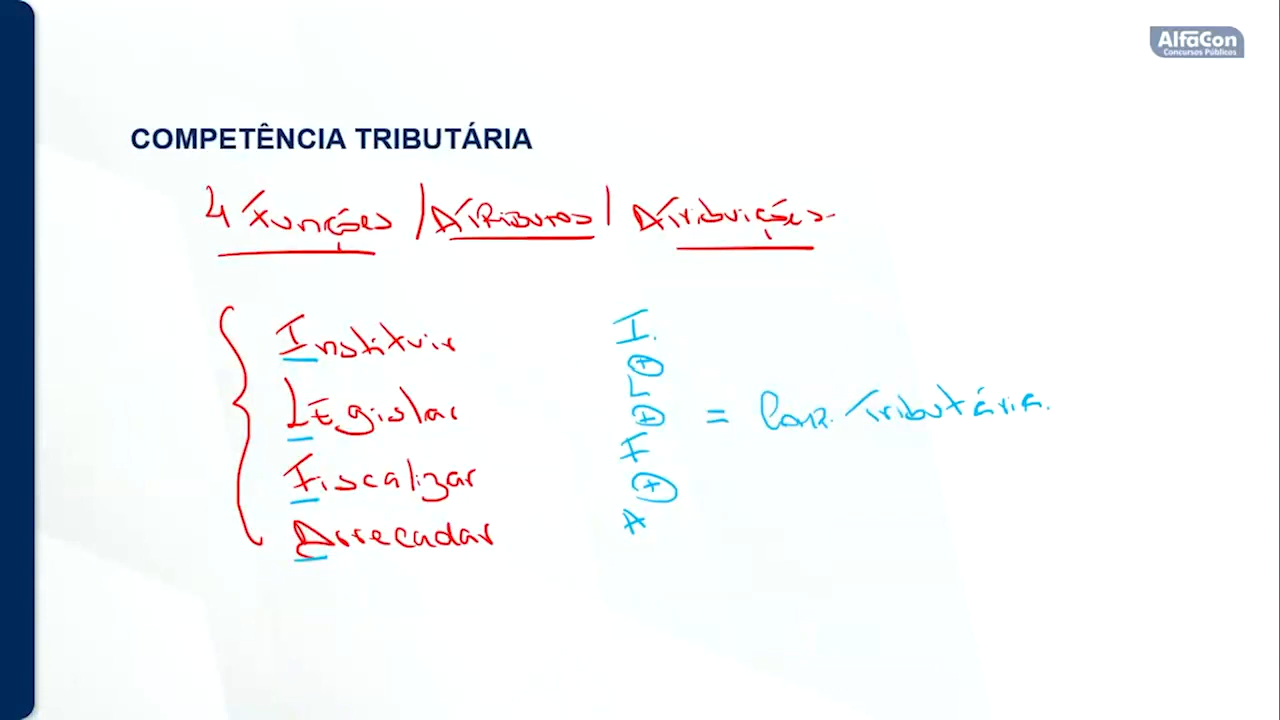 AlfaCon
Concursos Públicos
COMPETÊNCIA TRIBUTÁRIA
4 Funções / Atributos / Atribuições
Instituir
Legislar
Fiscalizar
Arrecadar
I.
+
L
+
F
+
A
= Com. Tributária.